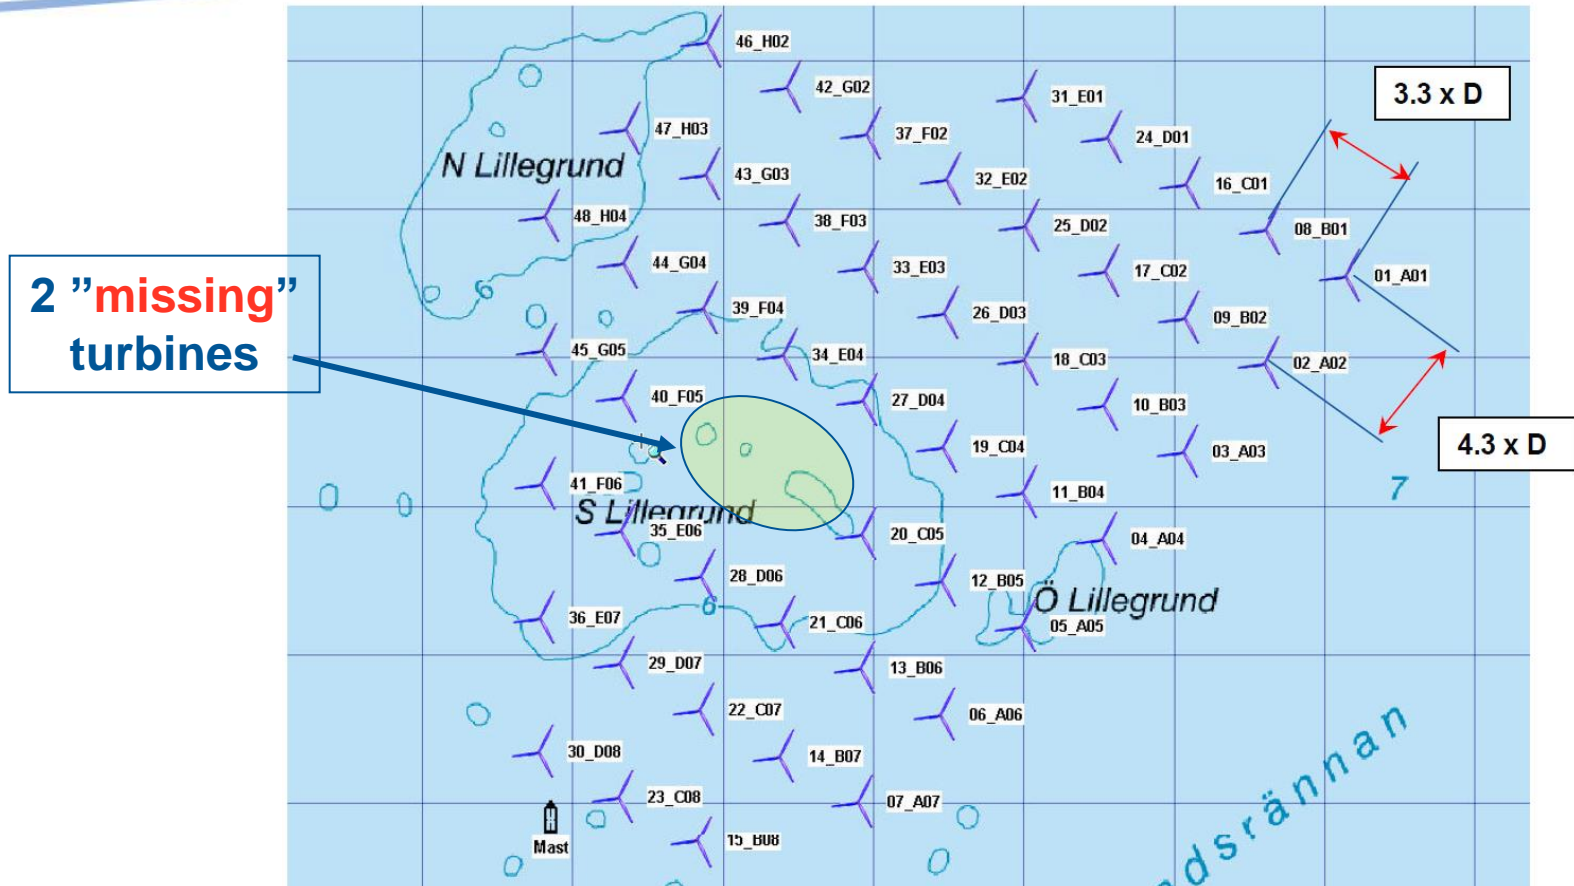 46_H02
42_G02
31_E01
3.3 x D
47_H03
37_F02
24_D01
N Lillegrund
43_G03
32_E02
16_C01
48_H04
38_F03
25_D02
08_B01
44_G04
33_E03
17_C02
01_A01
6
2 ”missing”
turbines
39_F04
26_D03
09_B02
45_G05
34_E04
18_C03
02_A02
40_F05
27_D04
10_B03
19_C04
03_A03
4.3 x D
41_F06
11_B04
7
S Lillegrund
35_E06
20_C05
04_A04
28_D06
12_B05
Ö Lillegrund
6
36_E07
21_C06
05_A05
29_D07
13_B06
22_C07
06_A06
30_D08
14_B07
23_C08
07_A07
Mast
15_B08
dsrännan